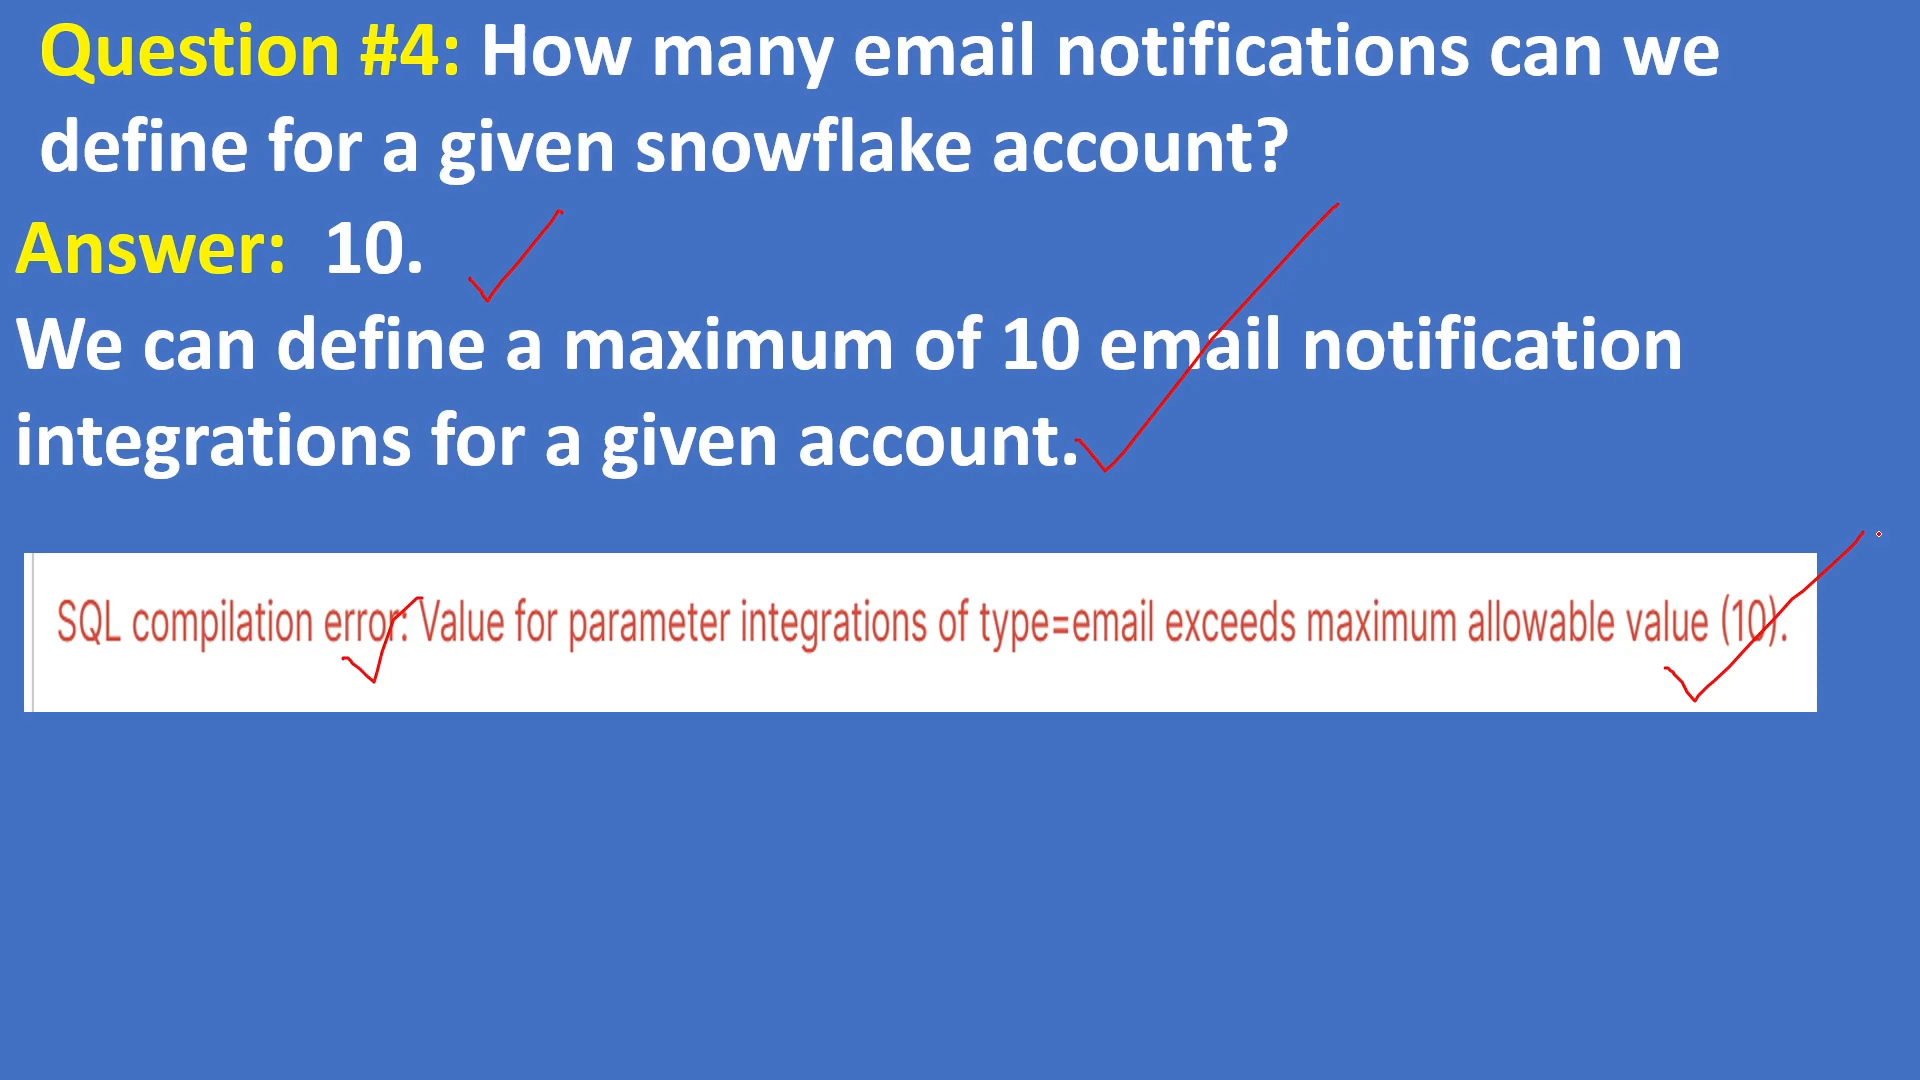 Question #4: How many email notifications can we
define for a given snowflake account?
Answer: 10.
We can define a maximum of 10 email notification
integrations for a given account.
SQL compilation error: Value for parameter integrations of type=email exceeds maximum allowable value (10).